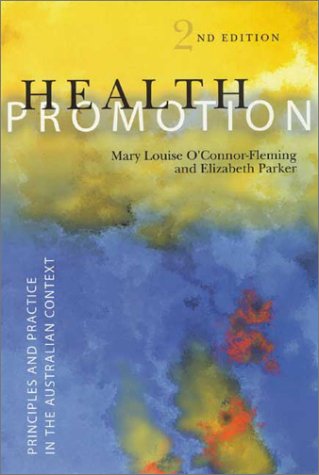 2ND EDITION
HEALTH
PROMOTION
Mary Louise O'Connor-Fleming
and Elizabeth Parker
PRINCIPLES AND PRACTICE
IN THE AUSTRALIAN CONTEXT